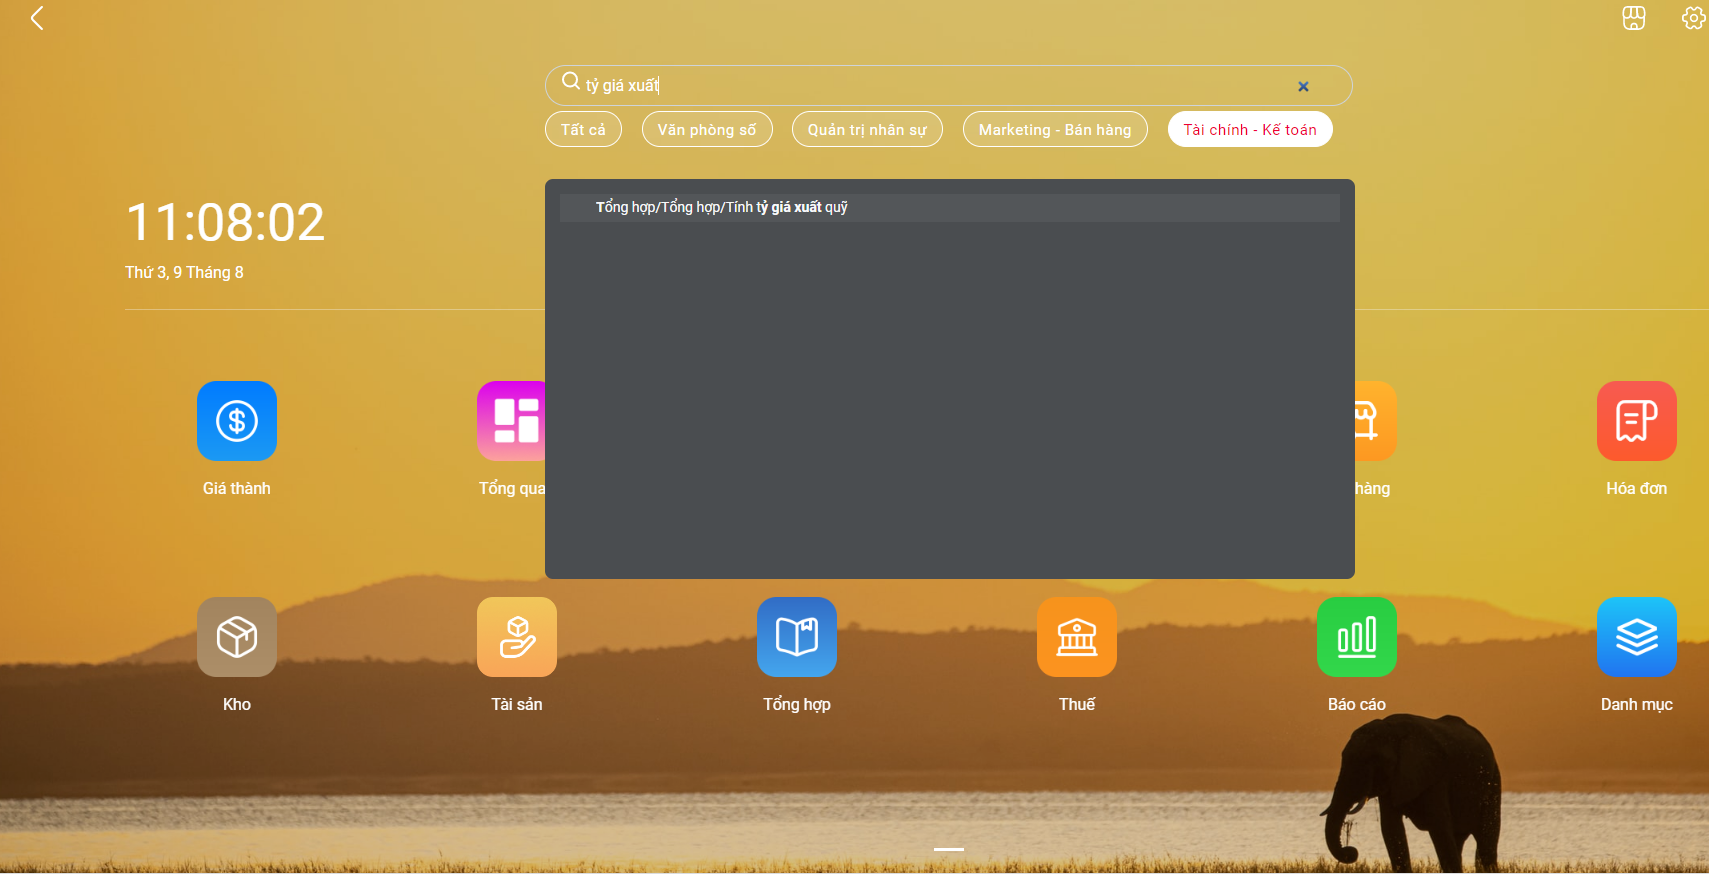 tỷ giá xuất
Tất cả
Văn phòng số
Quản trị nhân sự
Marketing - Bán hàng
Tài chính - Kế toán
Tổng hợp/Tổng hợp/Tính tỷ giá xuất quỹ
11:08:02
Thứ 3, 9 Tháng 8
Giá thành
Tổng qua
hàng
Hóa đơn
Kho
Tài sản
Tổng hợp
Thuế
Báo cáo
Danh mục